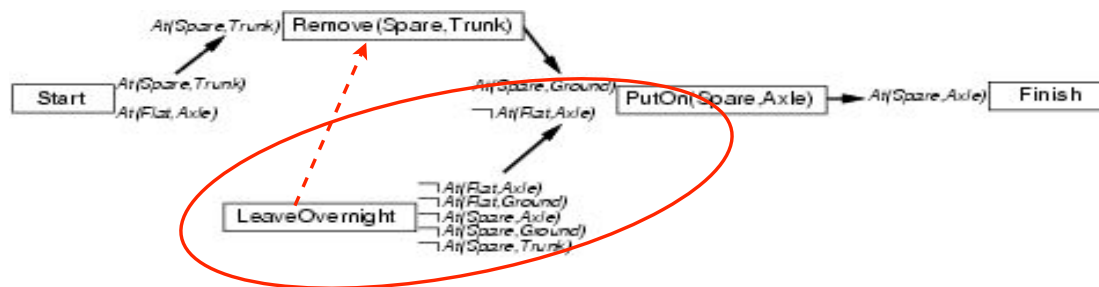 At(Spare,Trunk) Remove(Spare,Trunk)
Start At(Spare,Trunk)
At(Flat,Axle)
At(Spare,Ground)
¬At(Flat,Axle)
PutOn(Spare,Axle)
At(Spare,Axle) Finish
LeaveOvernight
¬At(Flat,Axle)
¬At(Flat,Ground)
¬At(Spare,Axle)
¬At(Spare,Ground)
¬At(Spare,Trunk)